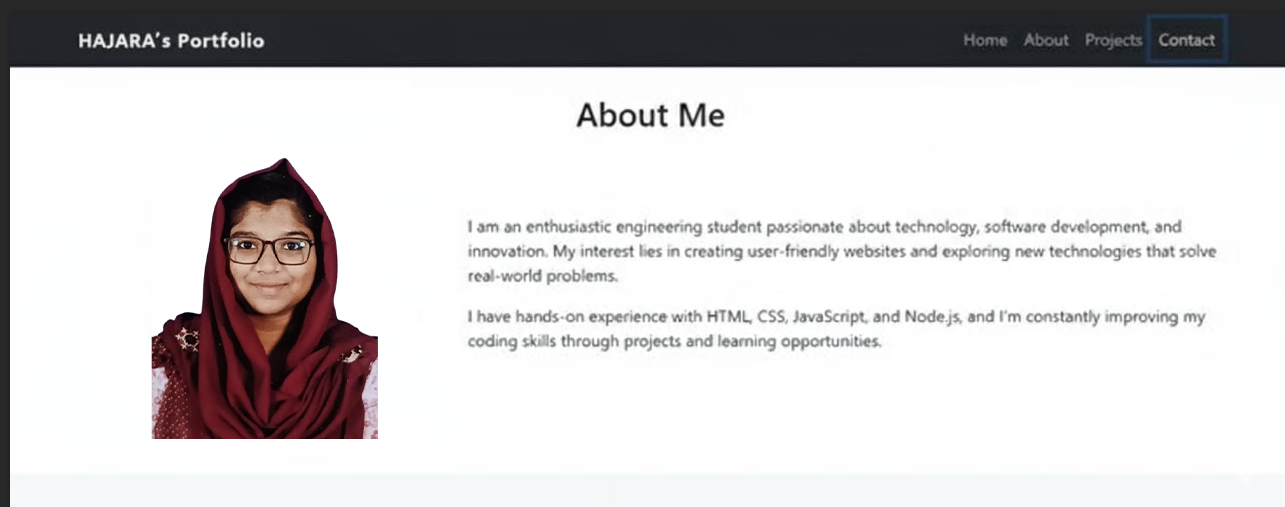 HAJARA's Portfolio
Home About Projects Contact
About Me
I am an enthusiastic engineering student passionate about technology, software development, and
innovation. My interest lies in creating user-friendly websites and exploring new technologies that solve
real-world problems.
I have hands-on experience with HTML, CSS, JavaScript, and Node.js, and I'm constantly improving my
coding skills through projects and learning opportunities.